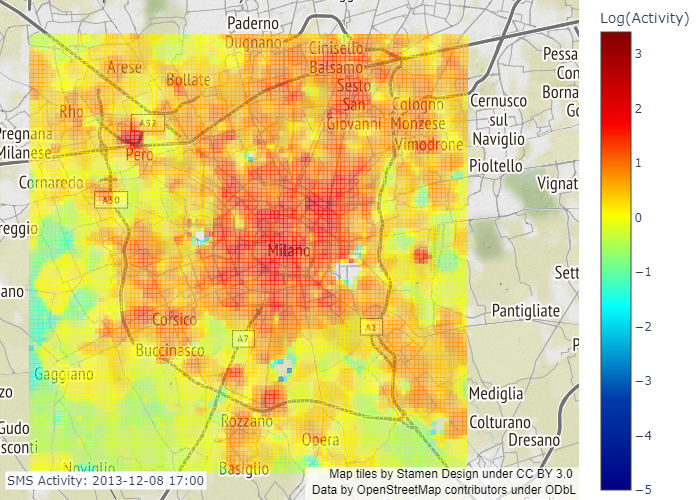 Paderno
Dugnano
Cinisello
Balsamo
Arese
Bollate
Sesto
San
Giovanni
Rho
A52
Pero
Cologno
Monzese
Vimodrone
Cernusco
sul
Naviglio
Pioltello
Pessa
Con
Borna
Go
Pregnana
Milanese
Cornaredo
A50
Vignat
reggio
Milano
Sett
ano
Pantigliate
Corsico
A7
A1
Buccinasco
P
Gaggiano
zo
Mediglia
Rozzano
Colturano
Dresano
Gudo
sconti
Opera
Noviglio
Basiglio
SMS Activity: 2013-12-08 17:00
Map tiles by Stamen Design under CC BY 3.0
Data by OpenStreetMap contributors under ODbL
Log(Activity)
3
2
1
0
−1
−2
−3
−4
−5